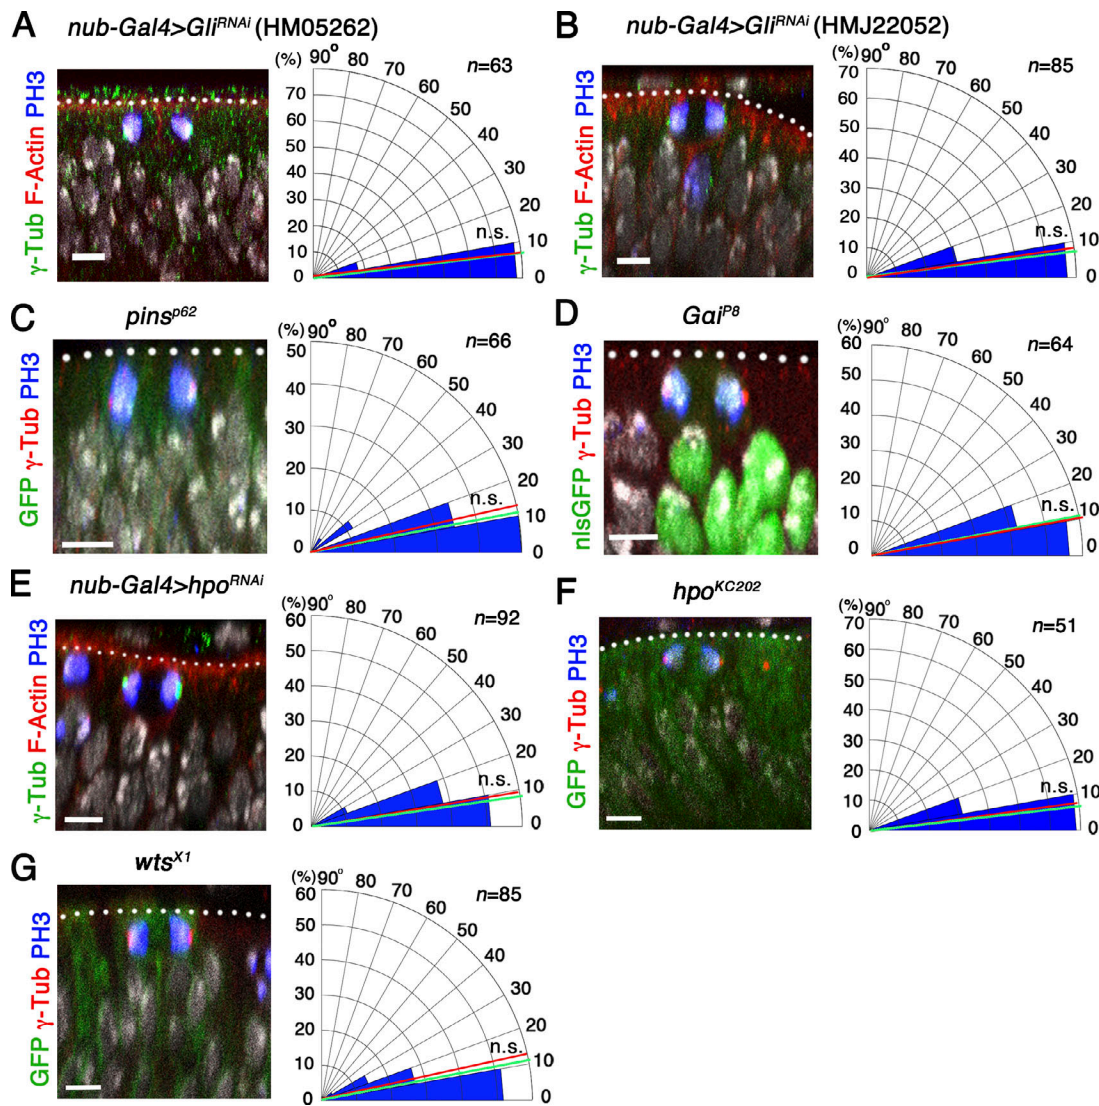 A nub-Gal4>Gli^RNAi (HM05262)
γ-Tub F-Actin PH3
(%) 90° 80 70 60 50 40 30 20 10 0
70 60 50 40 30 20 10 0
n=63
n.s.
B nub-Gal4>Gli^RNAi (HMJ22052)
γ-Tub F-Actin PH3
(%) 90° 80 70 60 50 40 30 20 10 0
70 60 50 40 30 20 10 0
n=85
n.s.
C pins^p62
GFP γ-Tub PH3
(%) 90° 80 70 60 50 40 30 20 10 0
50 40 30 20 10 0
n=66
n.s.
D Gαi^P8
nlsGFP γ-Tub PH3
(%) 90° 80 70 60 50 40 30 20 10 0
60 50 40 30 20 10 0
n=64
n.s.
E nub-Gal4>hpo^RNAi
γ-Tub F-Actin PH3
(%) 90° 80 70 60 50 40 30 20 10 0
60 50 40 30 20 10 0
n=92
n.s.
F hpo^KC202
GFP γ-Tub PH3
(%) 90° 80 70 60 50 40 30 20 10 0
70 60 50 40 30 20 10 0
n=51
n.s.
G wts^X1
GFP γ-Tub PH3
(%) 90° 80 70 60 50 40 30 20 10 0
60 50 40 30 20 10 0
n=85
n.s.